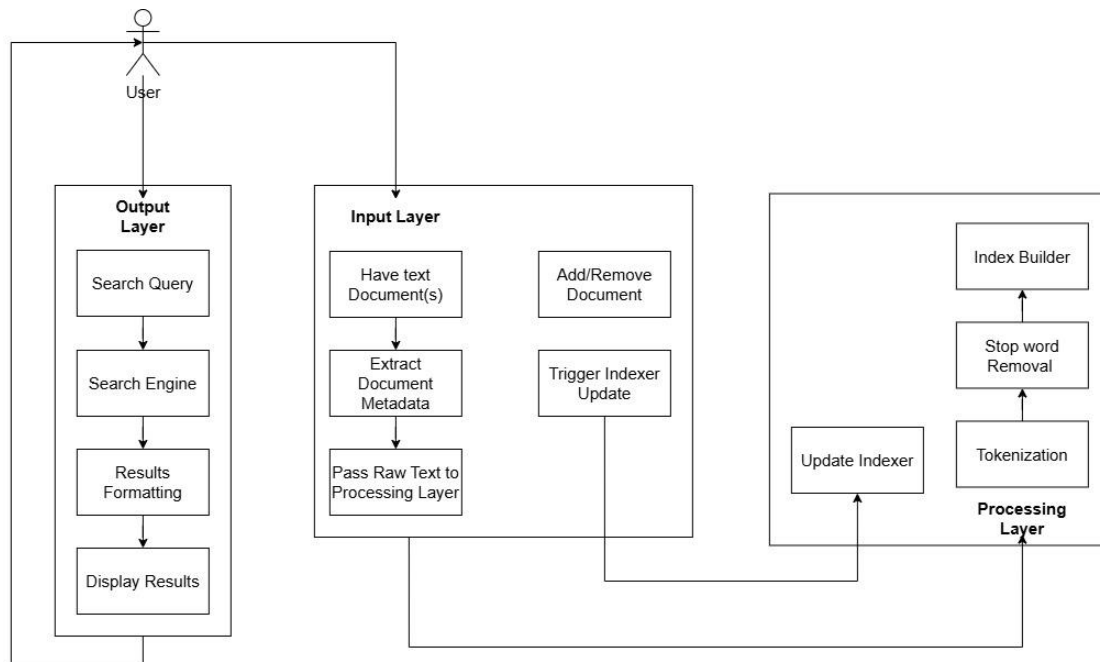 User
Output
Layer
Search Query
Search Engine
Results
Formatting
Display Results
Input Layer
Have text
Document(s)
Extract
Document
Metadata
Pass Raw Text to
Processing Layer
Add/Remove
Document
Trigger Indexer
Update
Update Indexer
Index Builder
Stop word
Removal
Tokenization
Processing
Layer